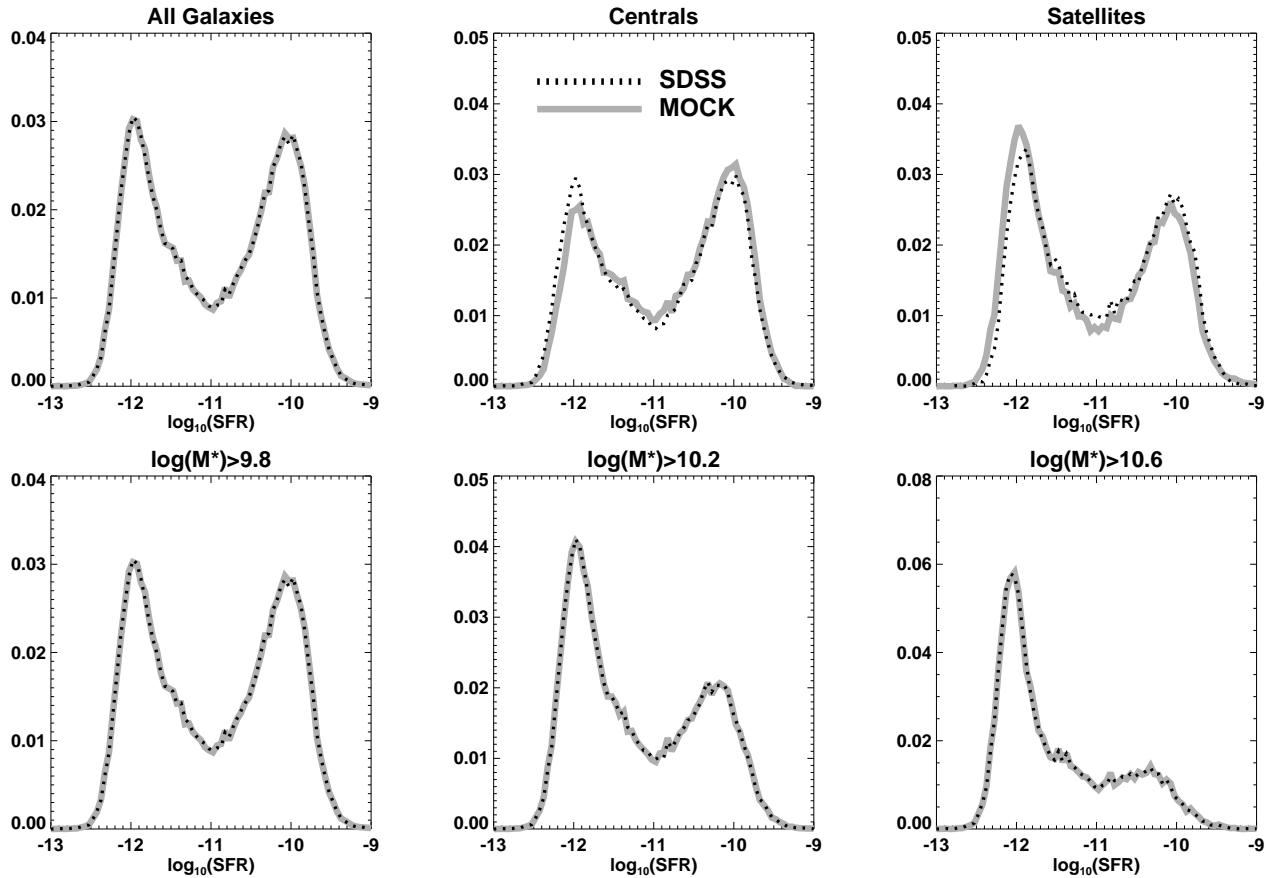 All Galaxies
Centrals
Satellites
0.04
0.03
0.02
0.01
0.00
-13 -12 -11 -10 -9
log10(SFR)
0.05
0.04
0.03
0.02
0.01
0.00
SDSS
MOCK
-13 -12 -11 -10 -9
log10(SFR)
0.05
0.04
0.03
0.02
0.01
0.00
-13 -12 -11 -10 -9
log10(SFR)
log(M*)>9.8
log(M*)>10.2
log(M*)>10.6
0.04
0.03
0.02
0.01
0.00
-13 -12 -11 -10 -9
log10(SFR)
0.05
0.04
0.03
0.02
0.01
0.00
-13 -12 -11 -10 -9
log10(SFR)
0.08
0.06
0.04
0.02
0.00
-13 -12 -11 -10 -9
log10(SFR)